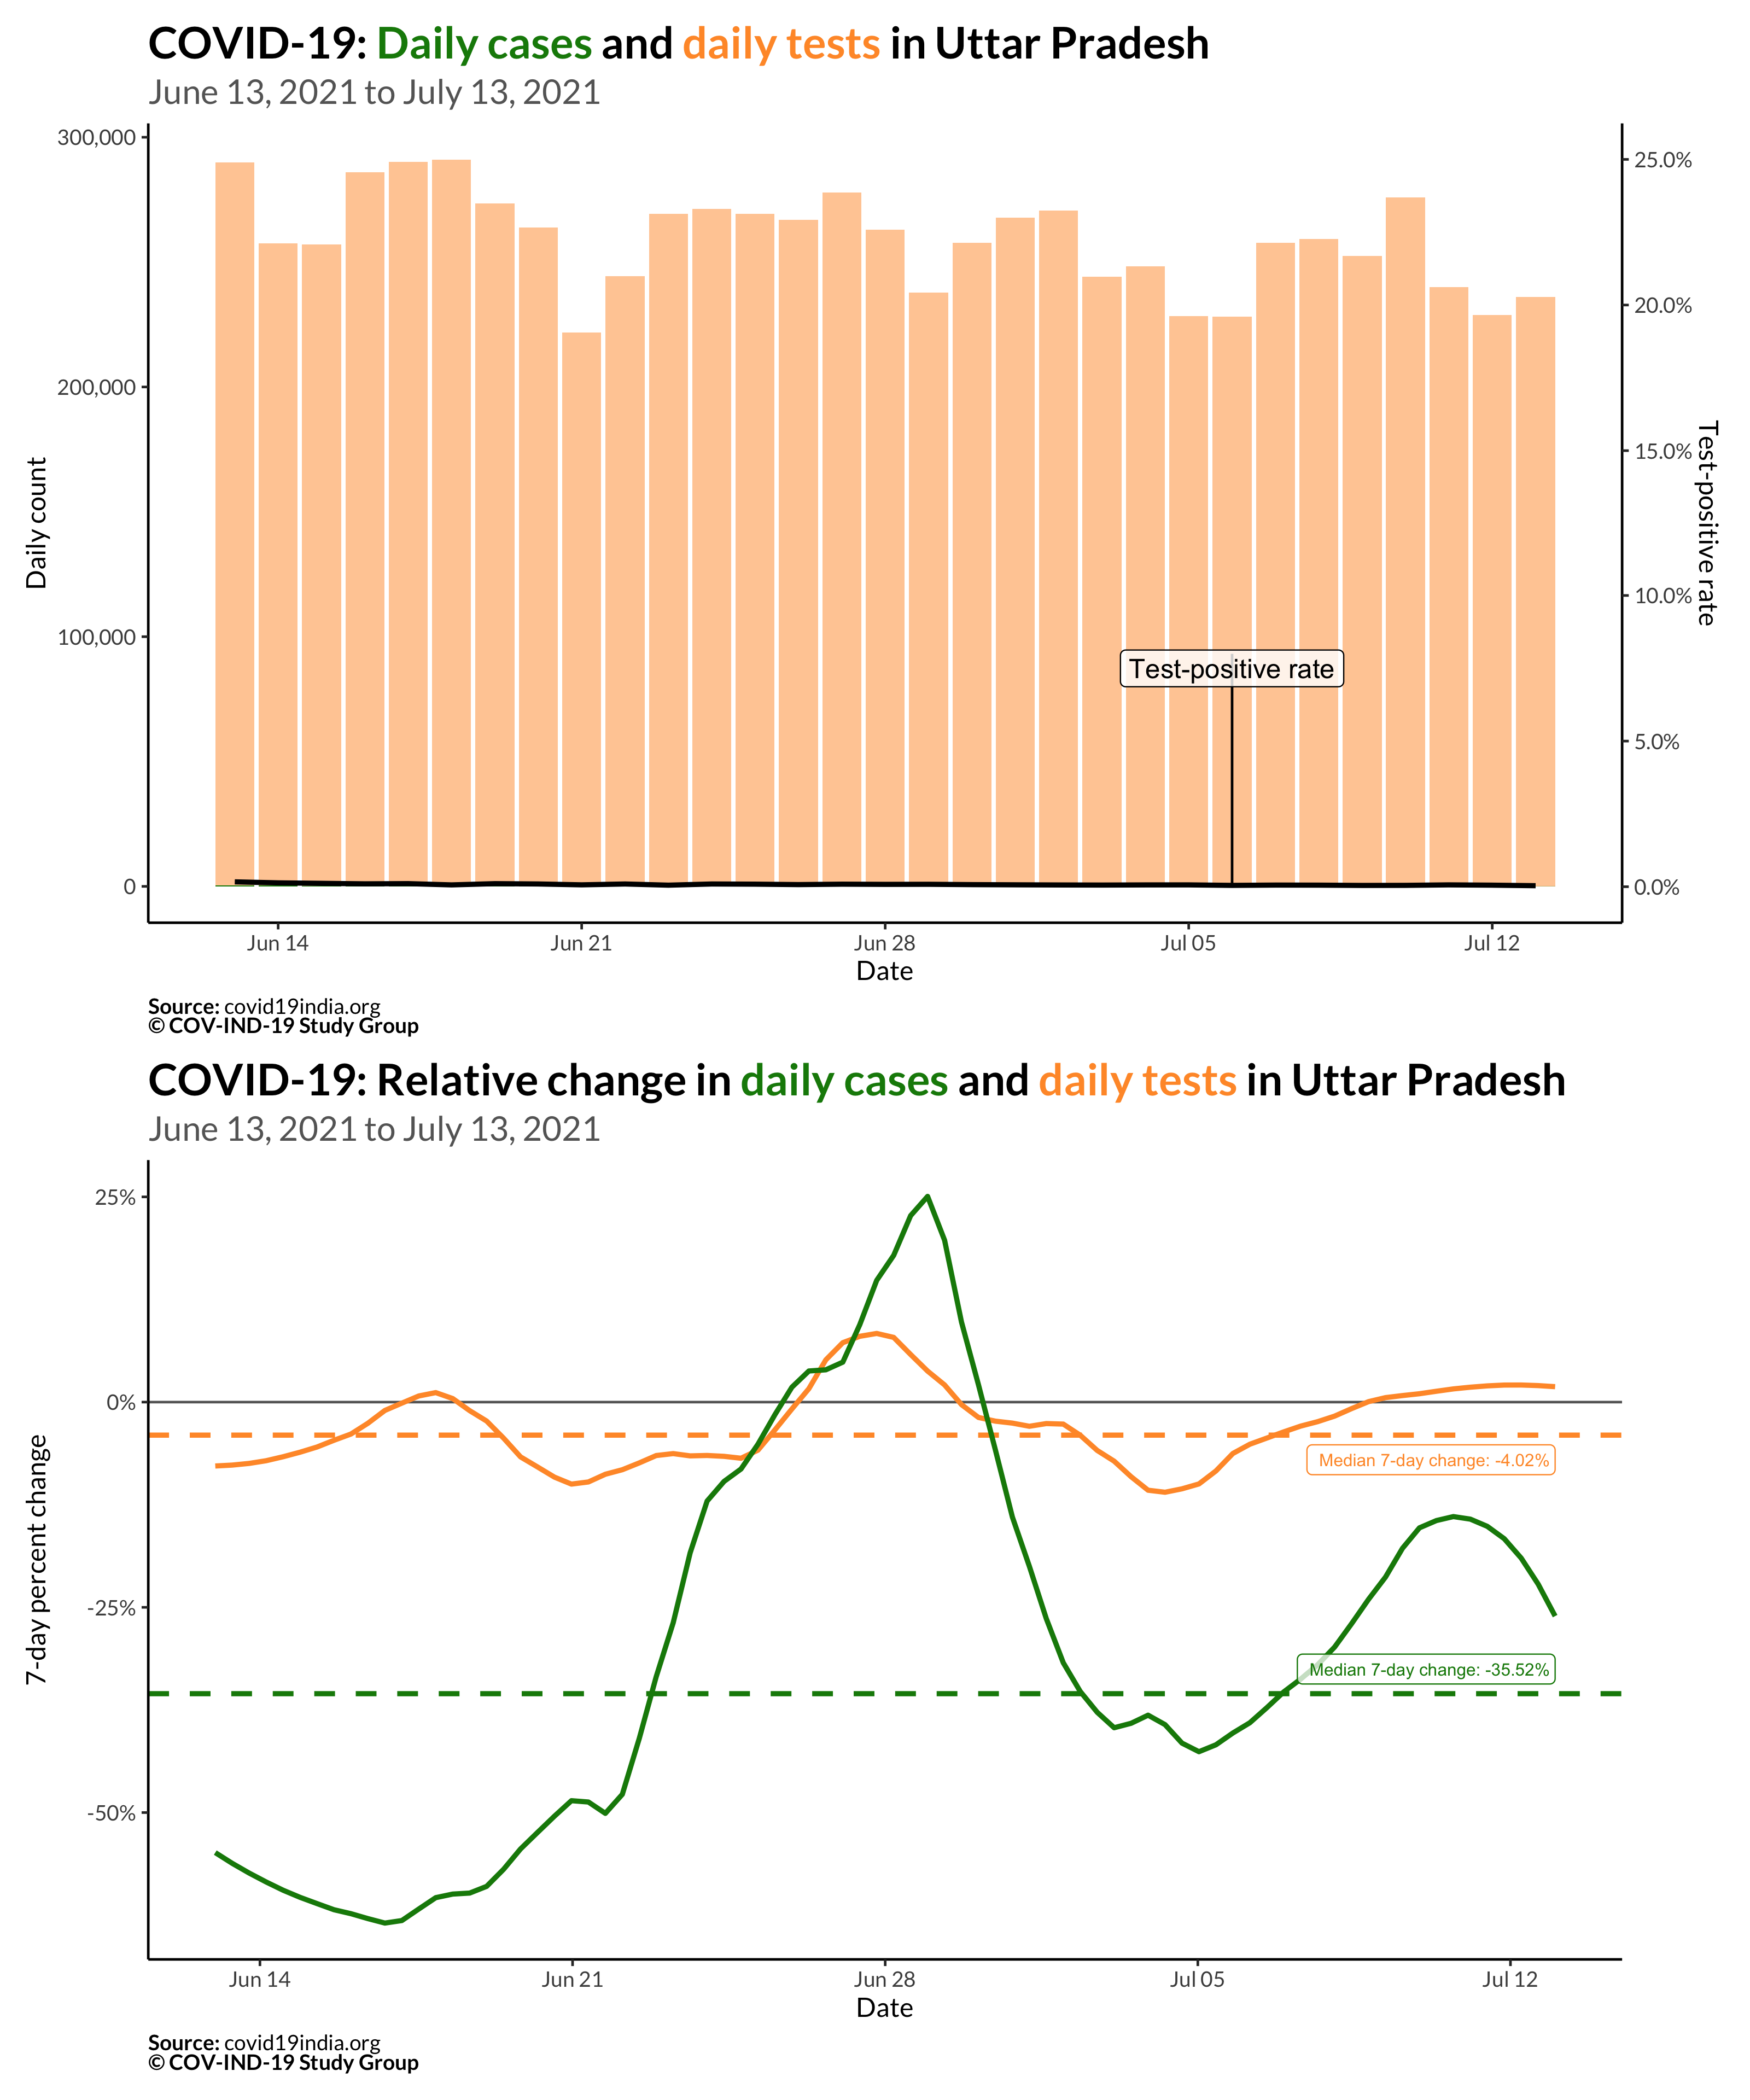 COVID-19: Daily cases and daily tests in Uttar Pradesh
June 13, 2021 to July 13, 2021
300,000
200,000
100,000
0
Daily count
25.0%
20.0%
15.0%
10.0%
5.0%
0.0%
Test-positive rate
Test-positive rate
Jun 14
Jun 21
Jun 28
Jul 05
Jul 12
Date
Source: covid19india.org
© COV-IND-19 Study Group
COVID-19: Relative change in daily cases and daily tests in Uttar Pradesh
June 13, 2021 to July 13, 2021
25%
0%
-25%
-50%
7-day percent change
Median 7-day change: -4.02%
Median 7-day change: -35.52%
Jun 14
Jun 21
Jun 28
Jul 05
Jul 12
Date
Source: covid19india.org
© COV-IND-19 Study Group